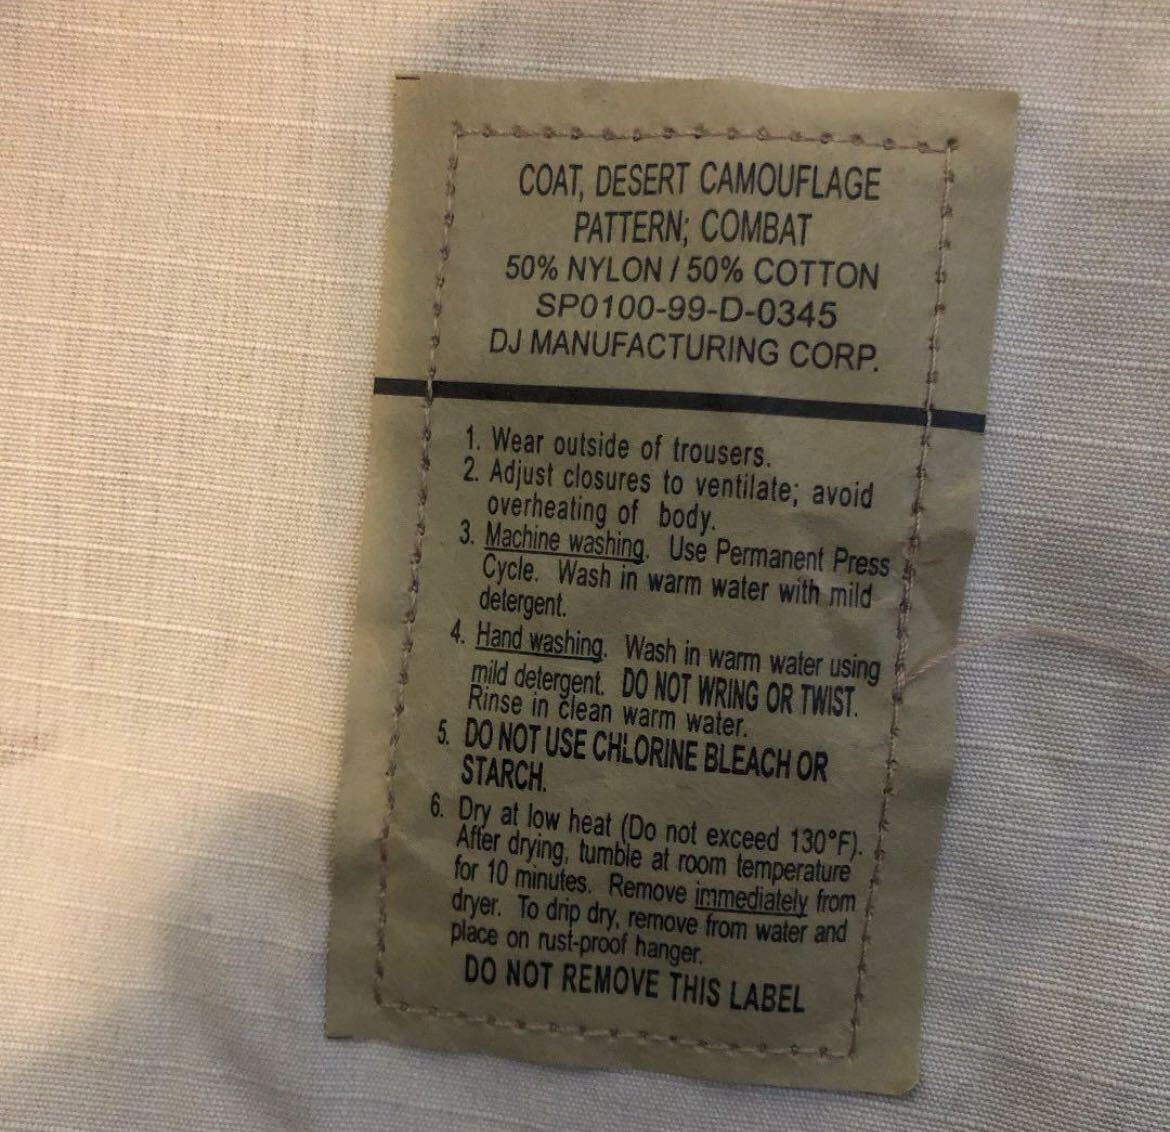 COAT, DESERT CAMOUFLAGE
PATTERN; COMBAT
50% NYLON / 50% COTTON
SP0100-99-D-0345
DJ MANUFACTURING CORP.
1. Wear outside of trousers.
2. Adjust closures to ventilate; avoid
overheating of body.
3. Machine washing. Use Permanent Press
Cycle. Wash in warm water with mild
detergent.
4. Hand washing. Wash in warm water using
mild detergent. DO NOT WRING OR TWIST.
Rinse in clean warm water.
5. DO NOT USE CHLORINE BLEACH OR
STARCH.
6. Dry at low heat (Do not exceed 130°F).
After drying, tumble at room temperature
for 10 minutes. Remove immediately from
dryer. To drip dry, remove from water and
place on rust-proof hanger.
DO NOT REMOVE THIS LABEL